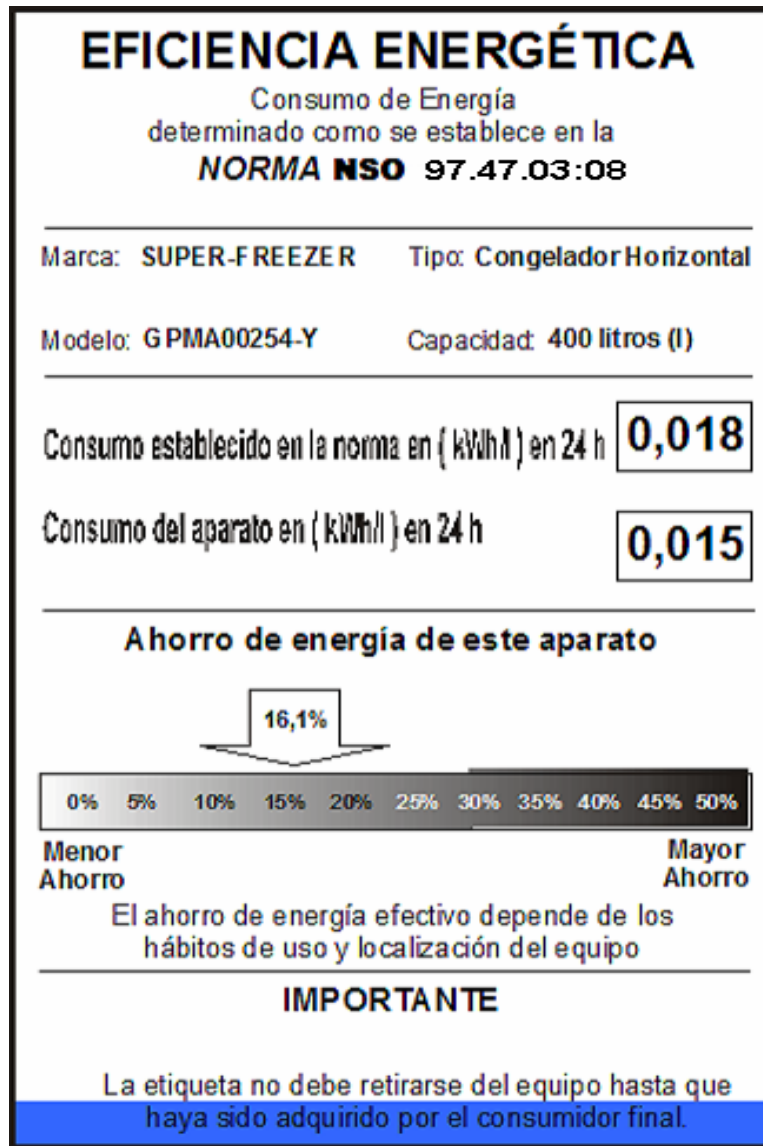 EFICIENCIA ENERGÉTICA
Consumo de Energía
determinado como se establece en la
NORMA NSO 97.47.03:08
Marca: SUPER-FREEZER Tipo: Congelador Horizontal
Modelo: GPMA00254-Y Capacidad: 400 litros (l)
Consumo establecido en la norma en ( kWh/l ) en 24 h 0,018
Consumo del aparato en ( kWh/l ) en 24 h 0,015
Ahorro de energía de este aparato
16,1%
0% 5% 10% 15% 20% 25% 30% 35% 40% 45% 50%
Menor Mayor
Ahorro Ahorro
El ahorro de energía efectivo depende de los
hábitos de uso y localización del equipo
IMPORTANTE
La etiqueta no debe retirarse del equipo hasta que
haya sido adquirido por el consumidor final.